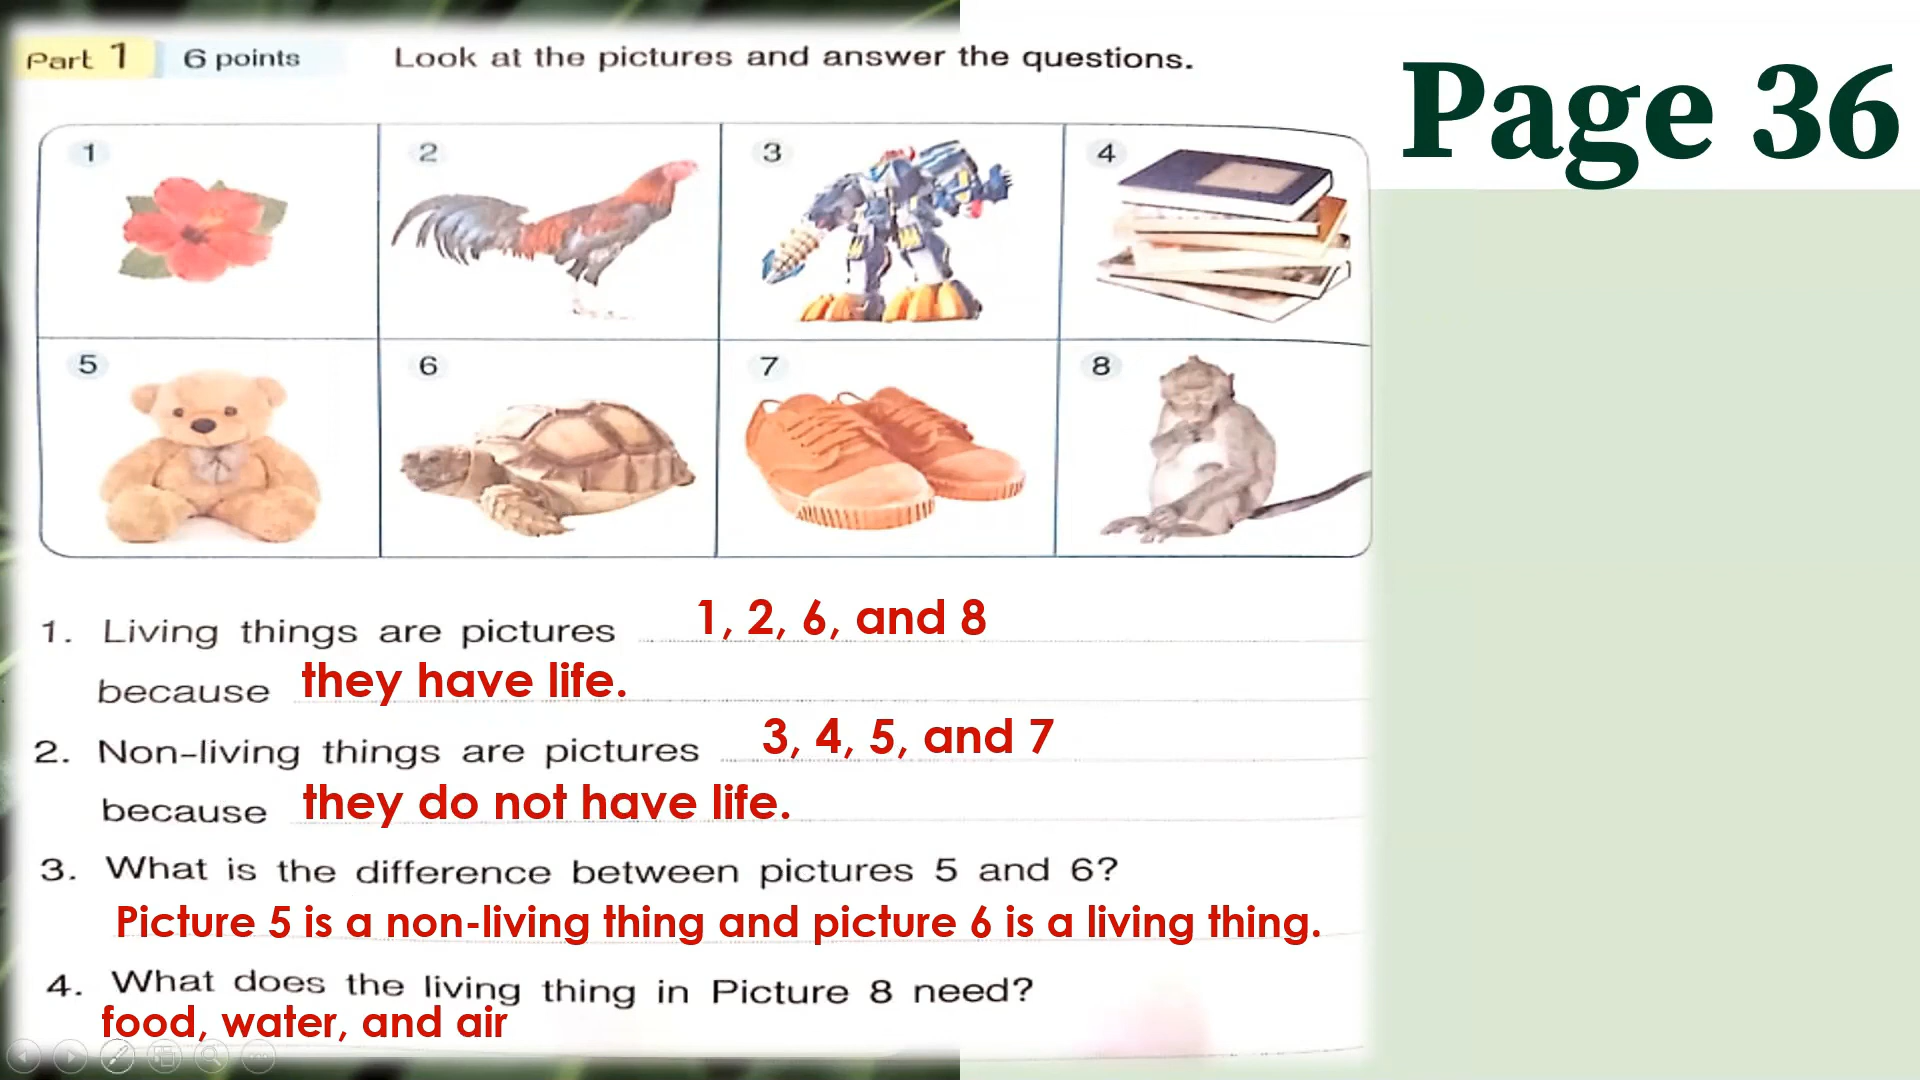 Part 1 6 points Look at the pictures and answer the questions.
Page 36
1 2 3 4
5 6 7 8
1. Living things are pictures 1, 2, 6, and 8
because they have life.
2. Non-living things are pictures 3, 4, 5, and 7
because they do not have life.
3. What is the difference between pictures 5 and 6?
Picture 5 is a non-living thing and picture 6 is a living thing.
4. What does the living thing in Picture 8 need?
food, water, and air